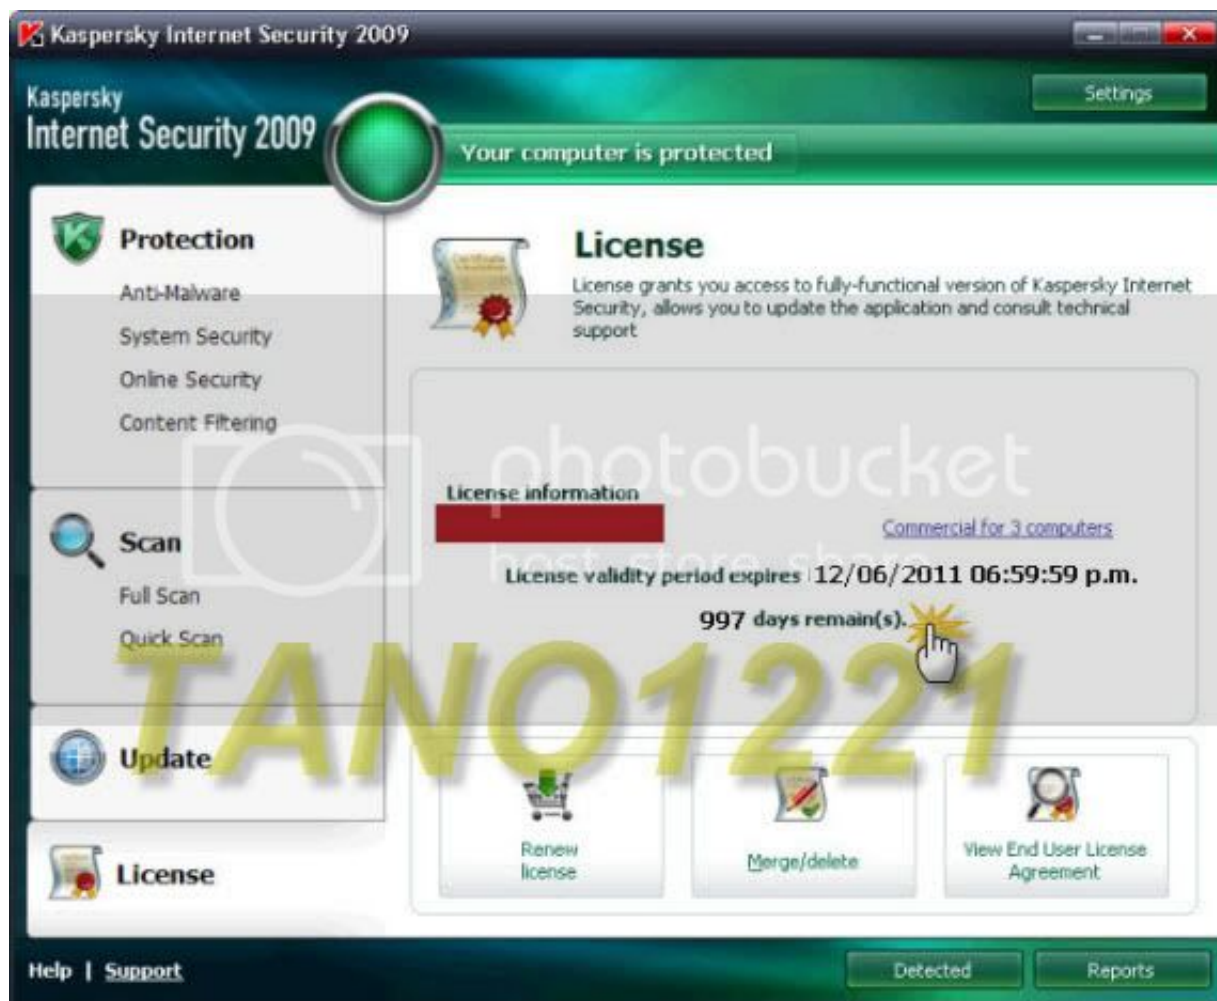 Kaspersky Internet Security 2009
Kaspersky
Internet Security 2009
Settings
Your computer is protected
Protection
Anti-Malware
System Security
Online Security
Content Filtering
Scan
Full Scan
Quick Scan
Update
License
License
License grants you access to fully-functional version of Kaspersky Internet
Security, allows you to update the application and consult technical
support
License information
Commercial for 3 computers
License validity period expires 12/06/2011 06:59:59 p.m.
997 days remain(s).
photobucket
host. store. share.
TANO1221
Renew
license
Merge/delete
View End User License
Agreement
Help | Support
Detected
Reports